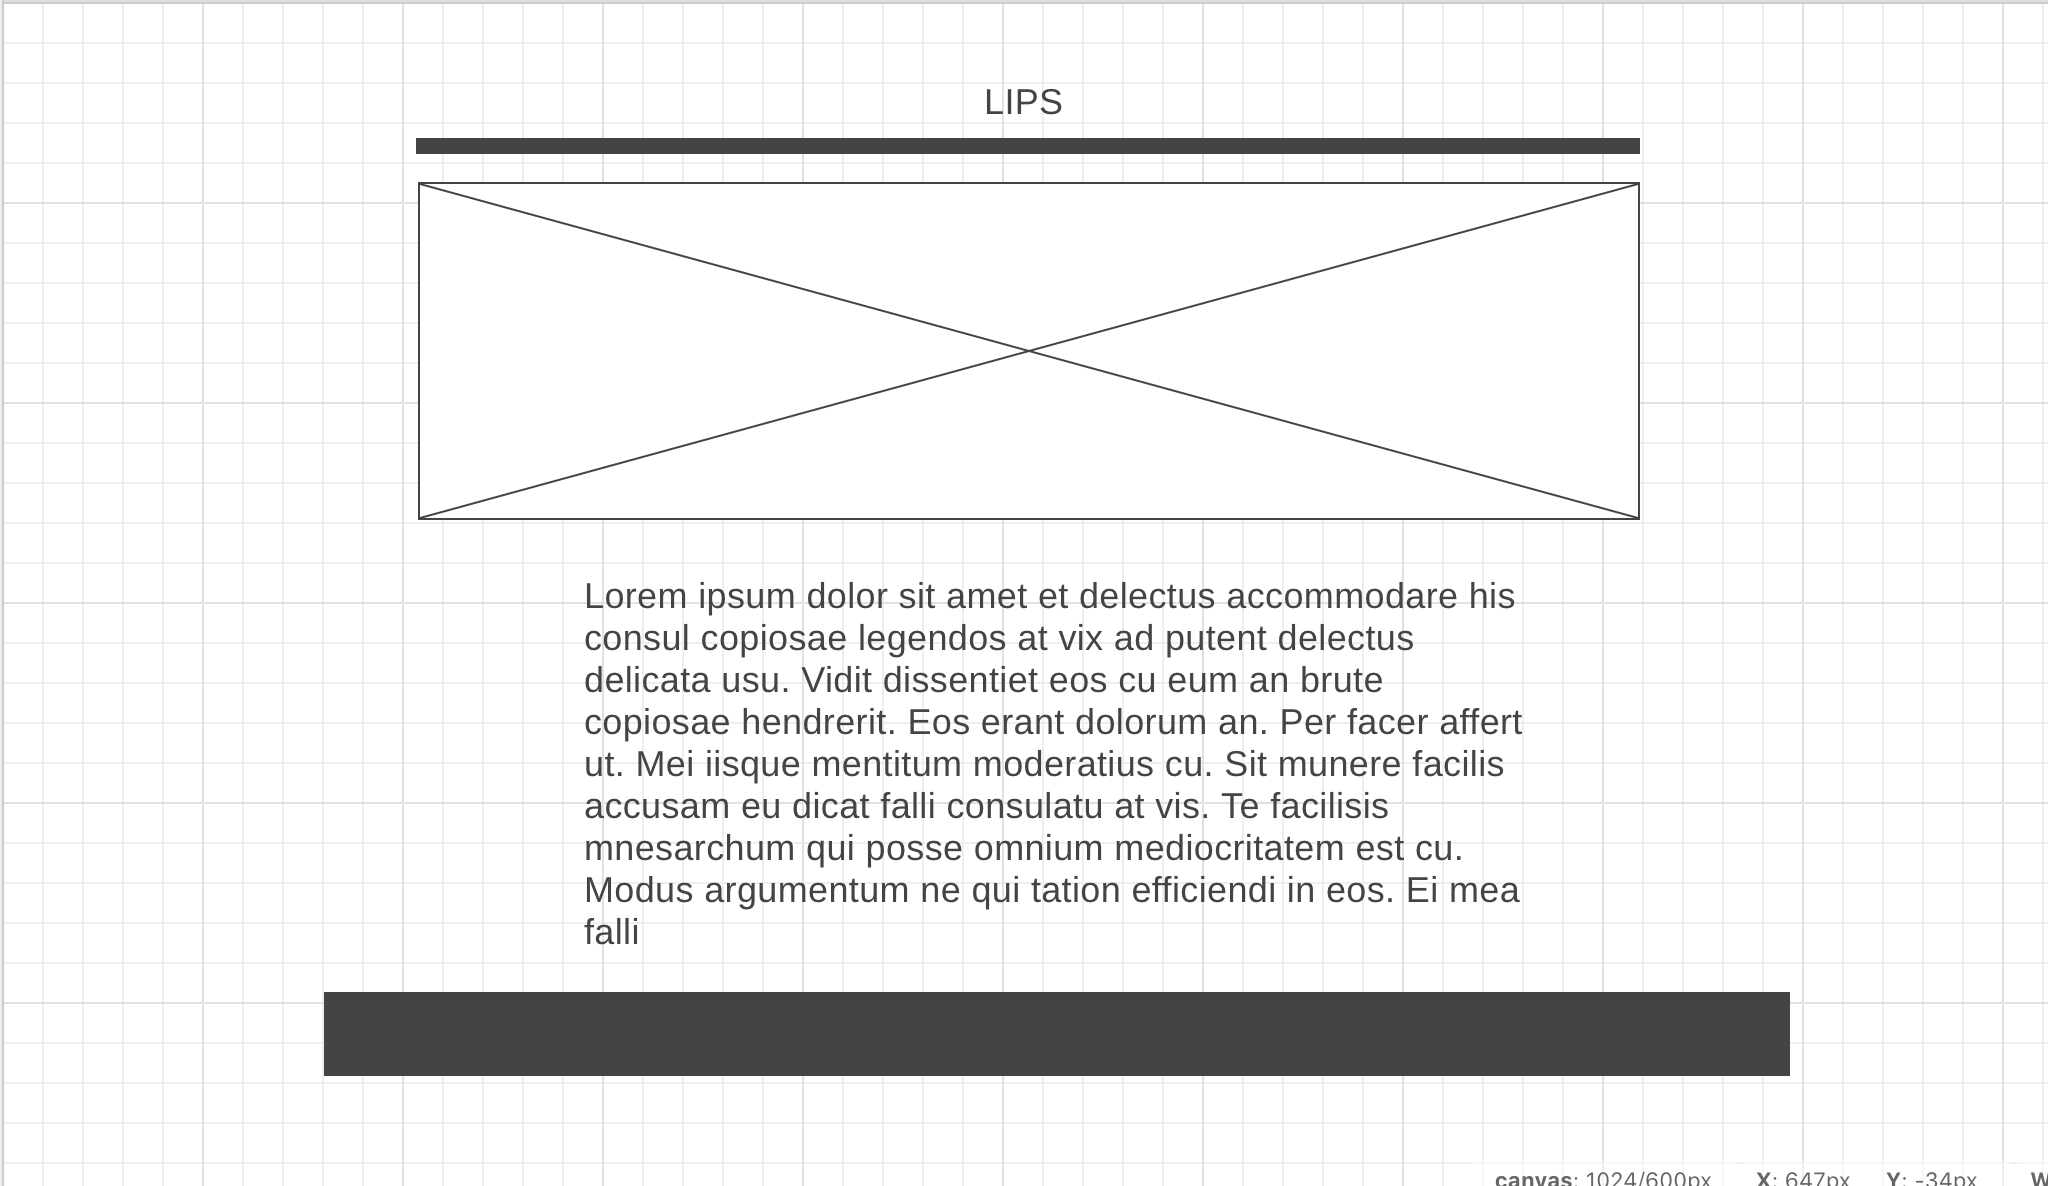 LIPS
Lorem ipsum dolor sit amet et delectus accommodare his
consul copiosae legendos at vix ad putent delectus
delicata usu. Vidit dissentiet eos cu eum an brute
copiosae hendrerit. Eos erant dolorum an. Per facer affert
ut. Mei iisque mentitum moderatius cu. Sit munere facilis
accusam eu dicat falli consulatu at vis. Te facilisis
mnesarchum qui posse omnium mediocritatem est cu.
Modus argumentum ne qui tation efficiendi in eos. Ei mea
falli
canvas: 1024/600px X: 647px Y: -34px W